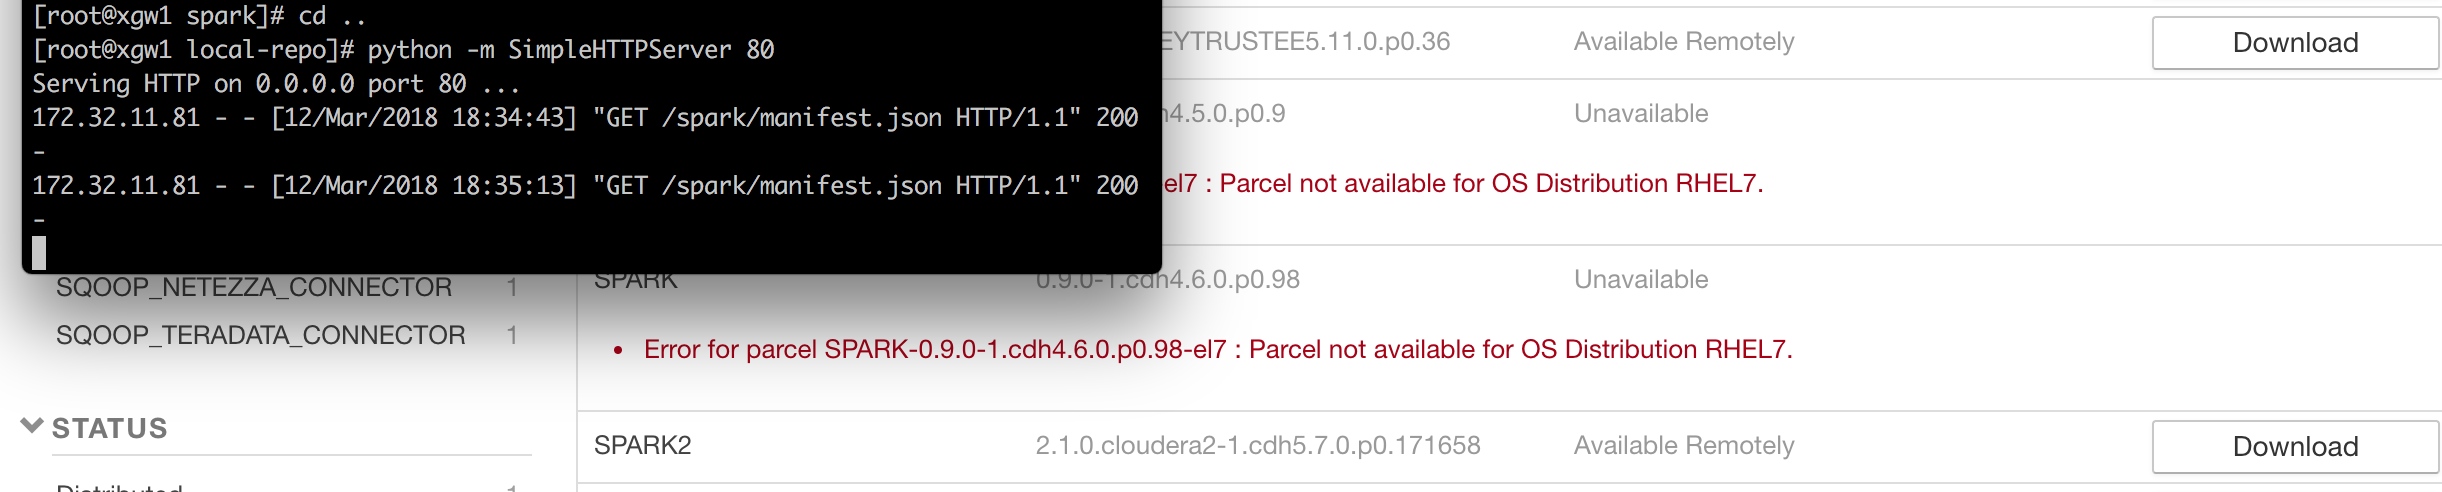 [root@xgw1 spark]# cd ..
[root@xgw1 local-repo]# python -m SimpleHTTPServer 80
Serving HTTP on 0.0.0.0 port 80 ...
172.32.11.81 - - [12/Mar/2018 18:34:43] "GET /spark/manifest.json HTTP/1.1" 200
-
172.32.11.81 - - [12/Mar/2018 18:35:13] "GET /spark/manifest.json HTTP/1.1" 200
-
EYTRUSTEE5.11.0.p0.36 Available Remotely Download
h4.5.0.p0.9 Unavailable
el7 : Parcel not available for OS Distribution RHEL7.
SQOOP_NETEZZA_CONNECTOR 1
SQOOP_TERADATA_CONNECTOR 1
STATUS
Distributed 1
SPARK 0.9.0-1.cdh4.6.0.p0.98 Unavailable
• Error for parcel SPARK-0.9.0-1.cdh4.6.0.p0.98-el7 : Parcel not available for OS Distribution RHEL7.
SPARK2 2.1.0.cloudera2-1.cdh5.7.0.p0.171658 Available Remotely Download